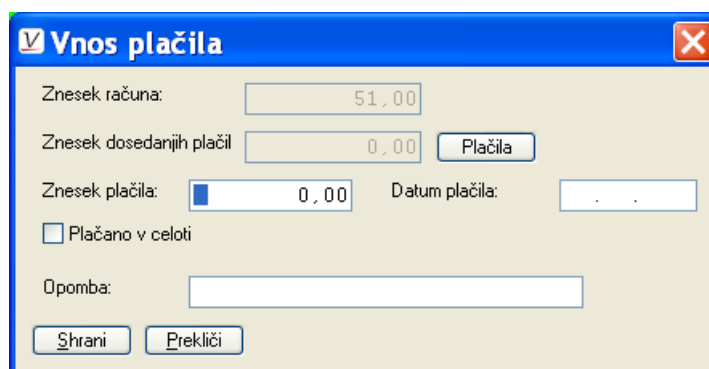 Vnos plačila
Znesek računa: 51,00
Znesek dosedanjih plačil 0,00 Plačila
Znesek plačila: 0,00 Datum plačila: . .
Plačano v celoti
Opomba:
Shrani Prekliči